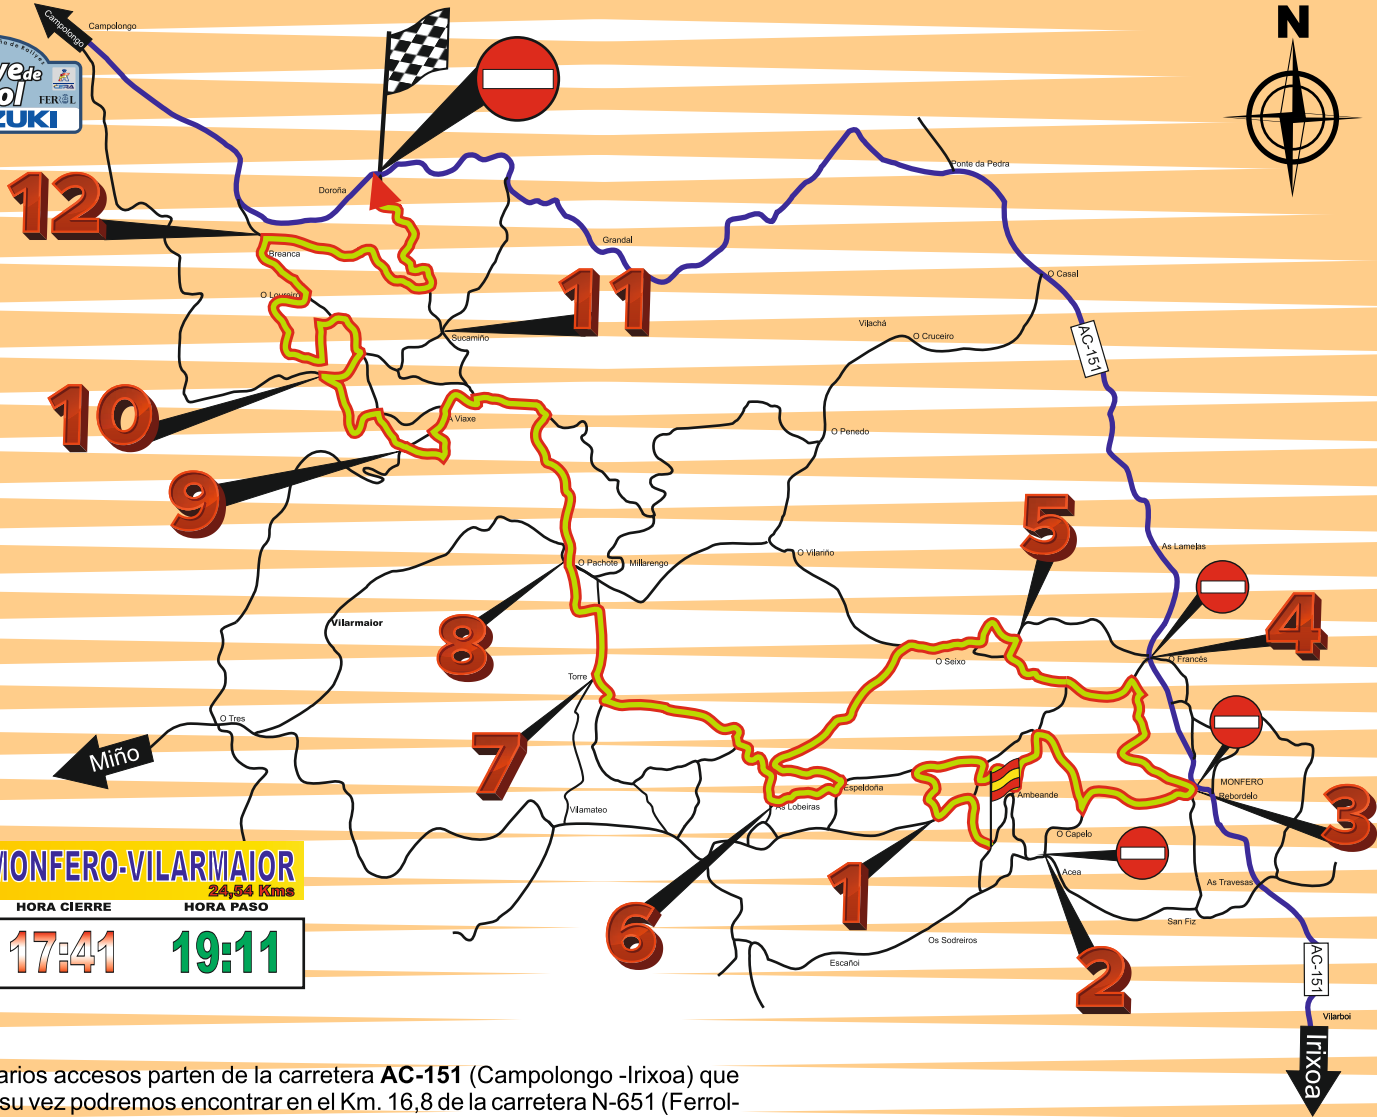 N
Campolongo
Campolongo
FERROL
Doroña
Ponte da Pedra
12
Grandal
Breanca
O Casal
O Loureiro
11
Vilachá
O Cruceiro
Sucamiño
AC-151
10
A Viaxe
O Penedo
9
5
As Lamelas
O Vilariño
O Pachote
Millarengo
Vilarmaior
8
4
O Francés
O Seixo
Torre
O Tres
Miño
7
MONFERO
Rebordelo
Espeldoña
Ambeande
As Lobeiras
Vilamateo
3
O Capelo
Acea
1
As Travesas
6
San Fiz
Os Sodreiros
Escañoi
2
AC-151
Vilarboi
Irixoa
MONFERO-VILARMAIOR
24,54 Kms
HORA CIERRE HORA PASO
17:41 19:11
arios accesos parten de la carretera AC-151 (Campolongo -Irixoa) que
su vez podremos encontrar en el Km. 16,8 de la carretera N-651 (Ferrol-